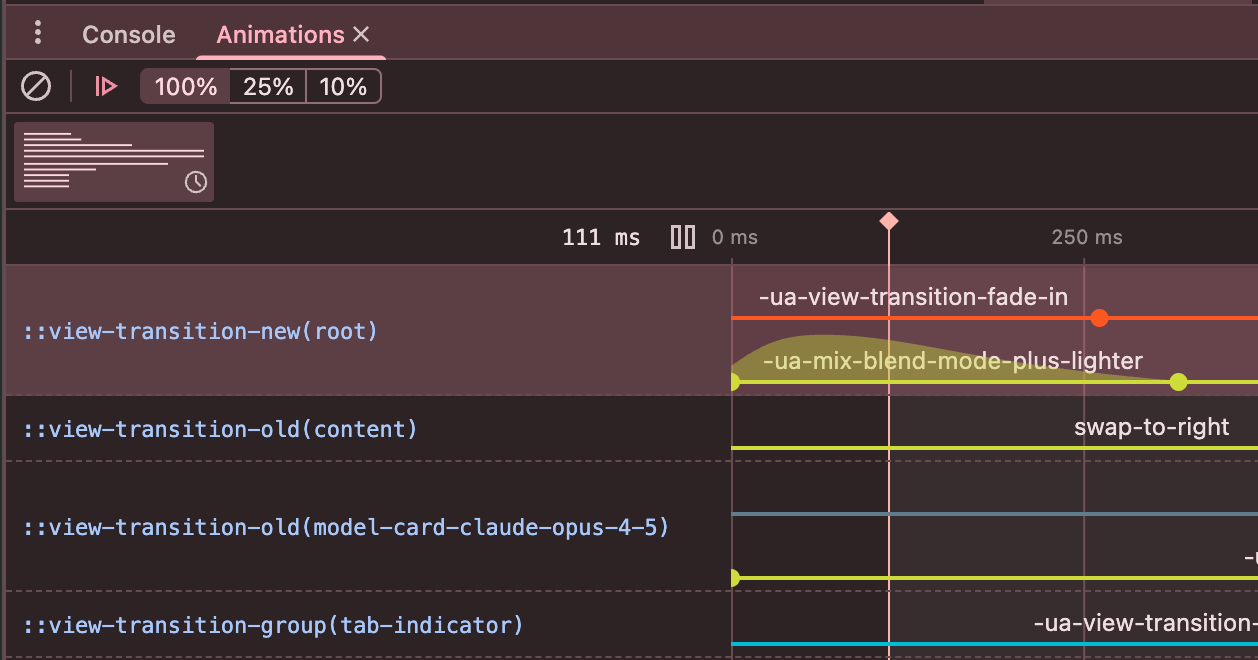 Console Animations
100% 25% 10%
111 ms 0 ms 250 ms
-ua-view-transition-fade-in
::view-transition-new(root)
-ua-mix-blend-mode-plus-lighter
::view-transition-old(content) swap-to-right
::view-transition-old(model-card-claude-opus-4-5)
::view-transition-group(tab-indicator) -ua-view-transition-